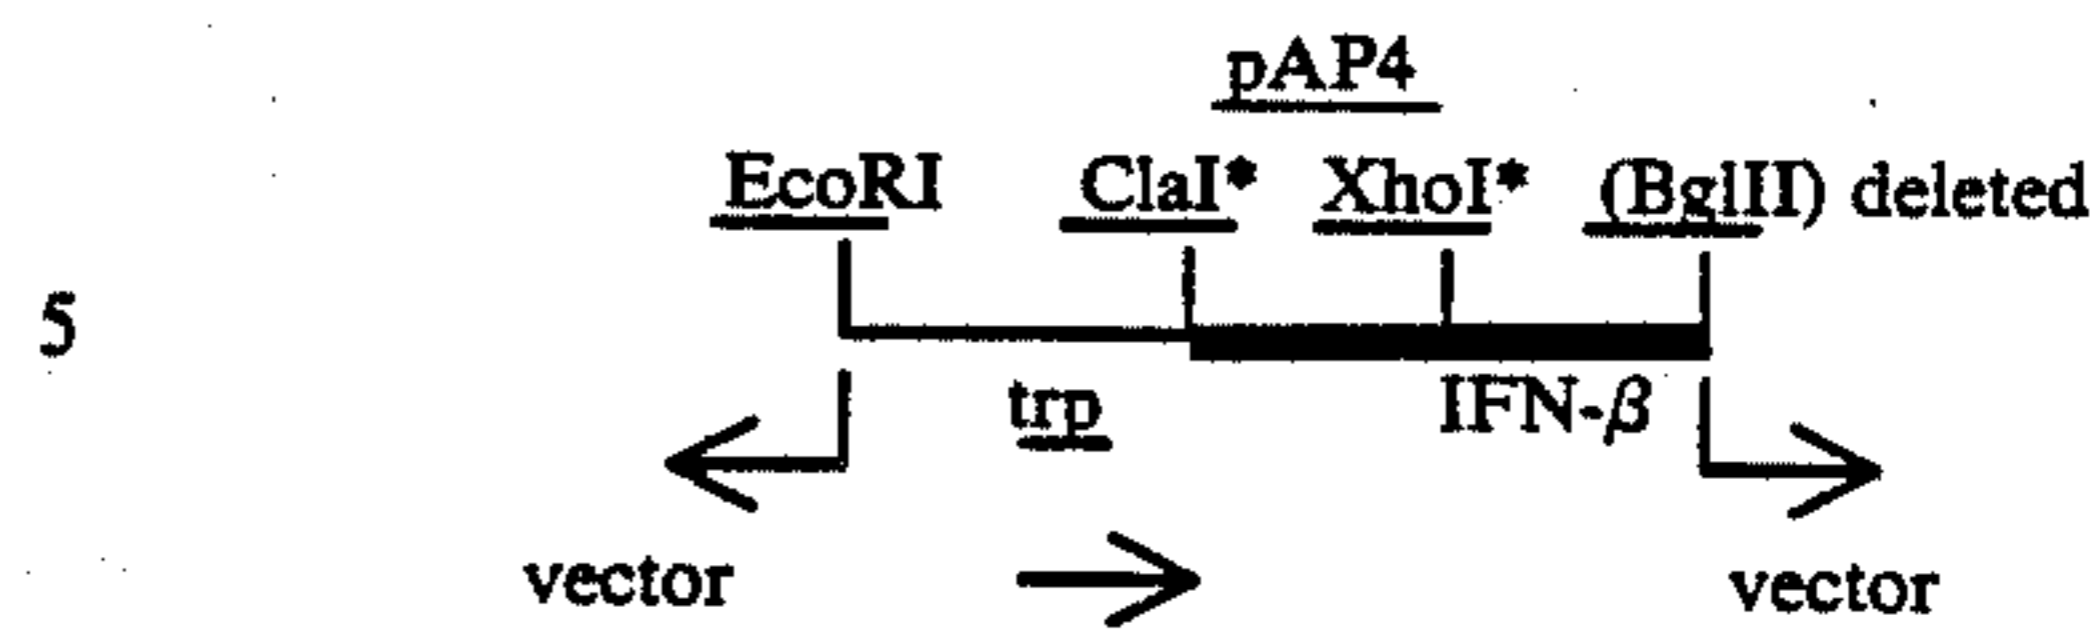 pAP4
EcoRI ClaI* XhoI* (BglII) deleted
5
trp IFN-β
vector vector